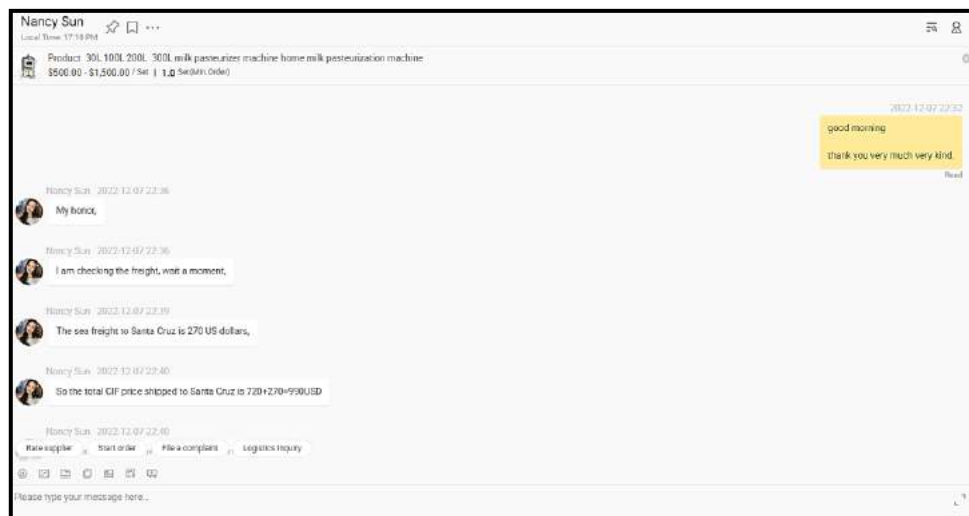 Nancy Sun
Local Time 17:18 PM
Product 30L 100L 200L 300L milk pasteurizer machine home milk pasteurization machine
$500.00 - $1,500.00 / Set | 1.0 Set(Min.Order)
2022-12-07 22:32
good morning
thank you very much very kind.
Read
Nancy Sun 2022-12-07 22:36
My honor,
Nancy Sun 2022-12-07 22:36
I am checking the freight, wait a moment,
Nancy Sun 2022-12-07 22:39
The sea freight to Santa Cruz is 270 US dollars,
Nancy Sun 2022-12-07 22:40
So the total CIF price shipped to Santa Cruz is 720+270=990USD
Nancy Sun 2022-12-07 22:40
Rate supplier Start order File a complaint Logistics Inquiry
Please type your message here...